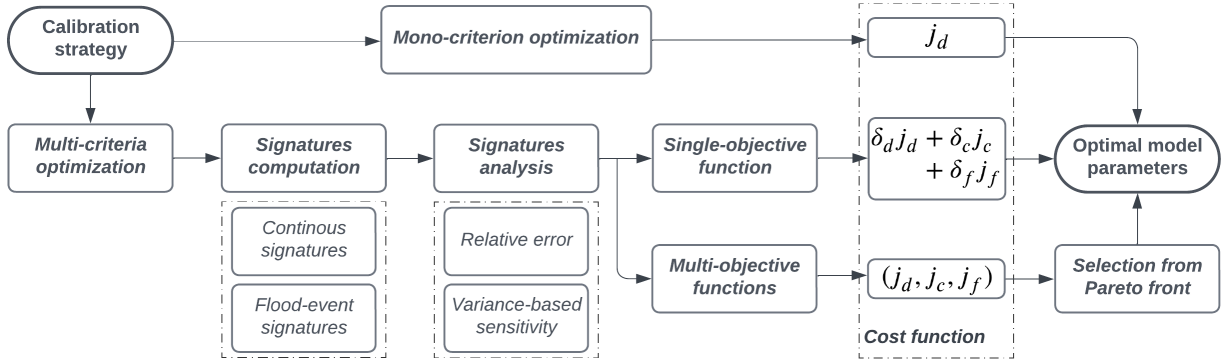 Calibration
strategy
Mono-criterion optimization
j_d
Multi-criteria
optimization
Signatures
computation
Signatures
analysis
Single-objective
function
δ_d j_d + δ_c j_c
+ δ_f j_f
Optimal model
parameters
Continous
signatures
Flood-event
signatures
Relative error
Variance-based
sensitivity
Multi-objective
functions
(j_d, j_c, j_f)
Selection from
Pareto front
Cost function